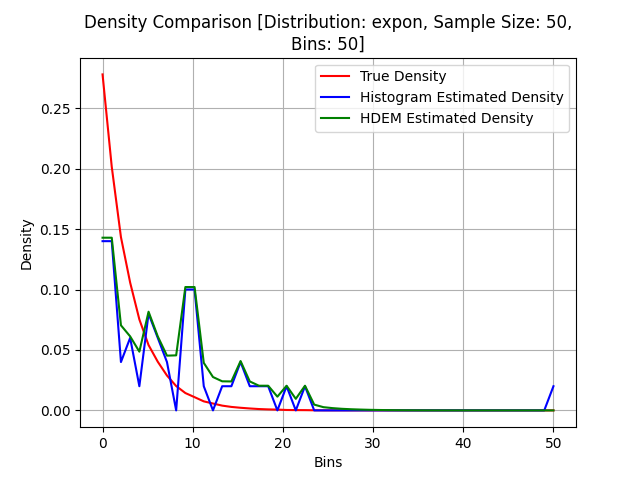 Density Comparison [Distribution: expon, Sample Size: 50,
Bins: 50]
True Density
Histogram Estimated Density
HDEM Estimated Density
Density
0.25
0.20
0.15
0.10
0.05
0.00
0 10 20 30 40 50
Bins